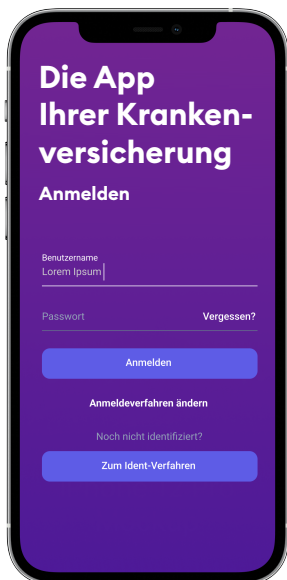 Die App
Ihrer Kranken-
versicherung
Anmelden
Benutzername
Lorem Ipsum
Passwort Vergessen?
Anmelden
Anmeldeverfahren ändern
Noch nicht identifiziert?
Zum Ident-Verfahren